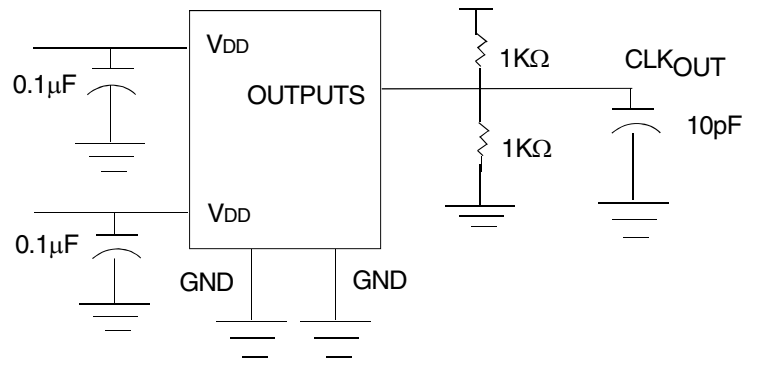 VDD
0.1μF
OUTPUTS
1KΩ
CLKOUT
10pF
1KΩ
VDD
0.1μF
GND
GND